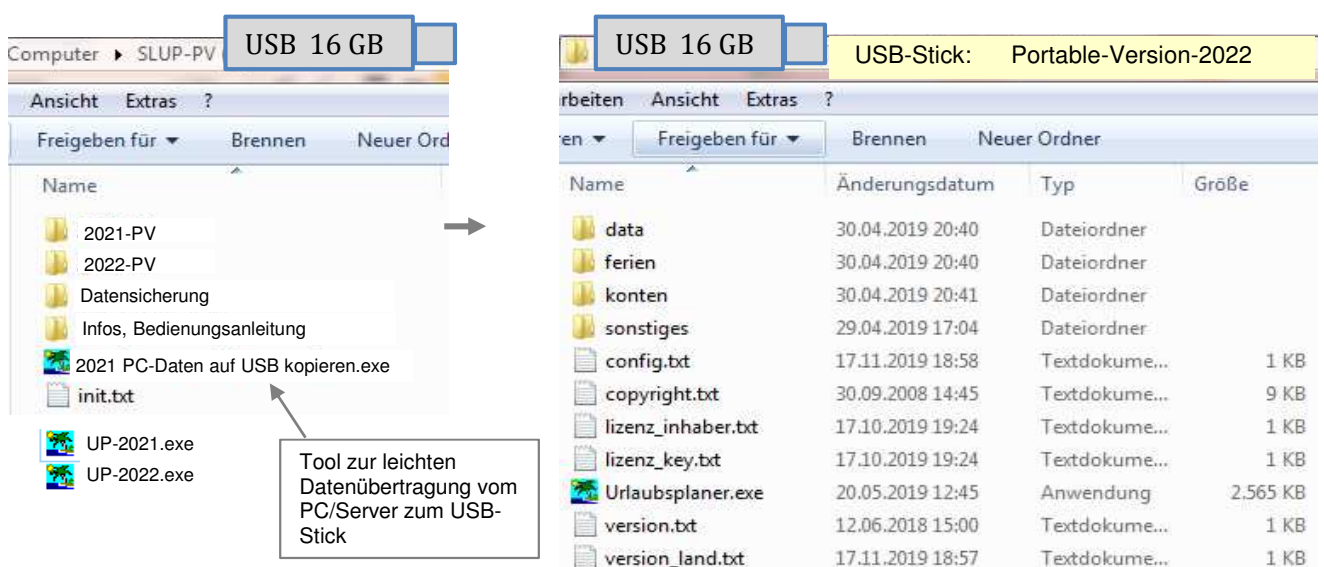 USB 16 GB
Computer ▸ SLUP-PV
Ansicht Extras ?
Freigeben für ▾ Brennen Neuer Ord
Name
2021-PV
2022-PV
Datensicherung
Infos, Bedienungsanleitung
2021 PC-Daten auf USB kopieren.exe
init.txt
UP-2021.exe
UP-2022.exe
Tool zur leichten
Datenübertragung vom
PC/Server zum USB-
Stick
USB 16 GB
USB-Stick: Portable-Version-2022
rbeiten Ansicht Extras ?
en ▾ Freigeben für ▾ Brennen Neuer Ordner
Name Änderungsdatum Typ Größe
data 30.04.2019 20:40 Dateiordner
ferien 30.04.2019 20:40 Dateiordner
konten 30.04.2019 20:41 Dateiordner
sonstiges 29.04.2019 17:04 Dateiordner
config.txt 17.11.2019 18:58 Textdokume... 1 KB
copyright.txt 30.09.2008 14:45 Textdokume... 9 KB
lizenz_inhaber.txt 17.10.2019 19:24 Textdokume... 1 KB
lizenz_key.txt 17.10.2019 19:24 Textdokume... 1 KB
Urlaubsplaner.exe 20.05.2019 12:45 Anwendung 2.565 KB
version.txt 12.06.2018 15:00 Textdokume... 1 KB
version_land.txt 17.11.2019 18:57 Textdokume... 1 KB